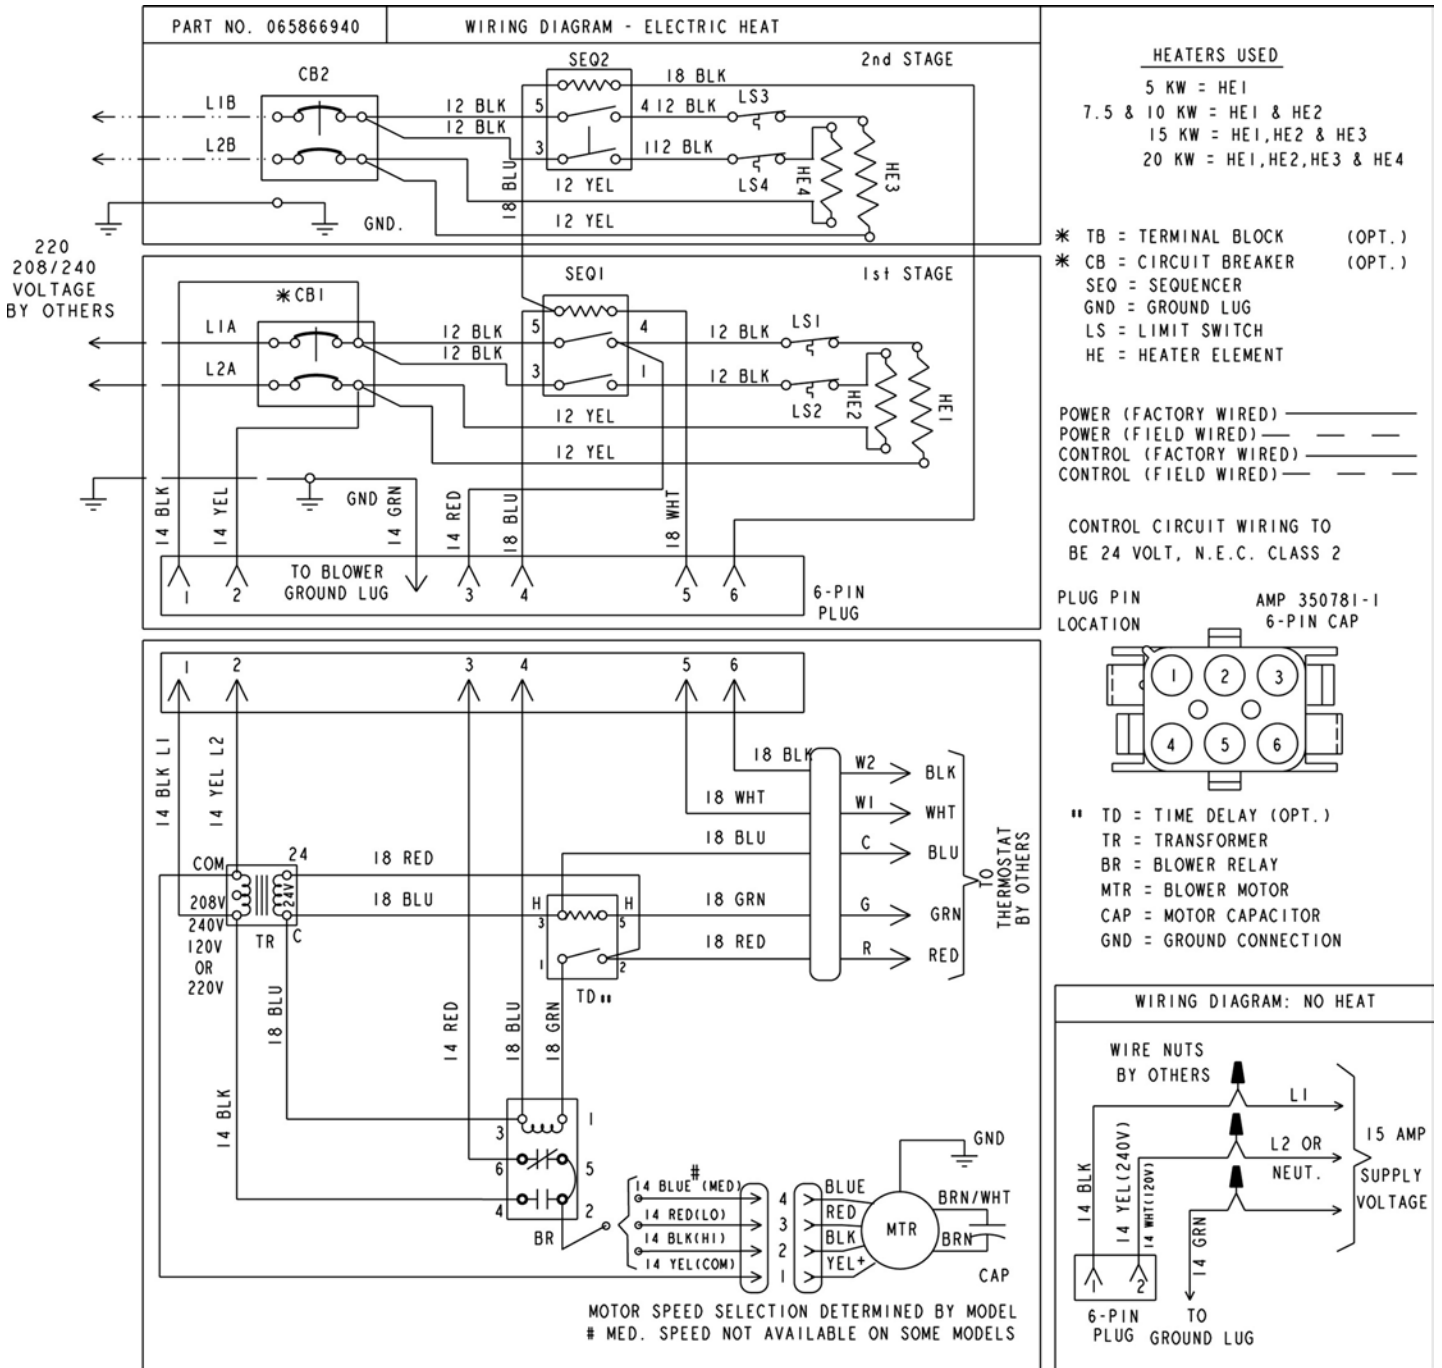 PART NO. 065866940
WIRING DIAGRAM - ELECTRIC HEAT
CB2
SEQ2
18 BLK
2nd STAGE
L1B
12 BLK
12 BLK
5
4 12 BLK
LS3
L2B
3
112 BLK
LS4
HE4
HE3
18 BLU
12 YEL
12 YEL
GND.
220
208/240
VOLTAGE
BY OTHERS
*CB1
SEQ1
1st STAGE
L1A
12 BLK
12 BLK
5
4
12 BLK
LS1
L2A
3
1
12 BLK
LS2
HE2
HE1
12 YEL
12 YEL
GND
14 BLK
14 YEL
14 GRN
14 RED
18 BLU
18 WHT
TO BLOWER
GROUND LUG
1
2
3
4
5
6
6-PIN
PLUG
1
2
3
4
5
6
14 BLK L1
14 YEL L2
18 BLK
W2
BLK
18 WHT
W1
WHT
18 BLU
C
BLU
18 GRN
G
GRN
18 RED
R
RED
TO
THERMOSTAT
BY OTHERS
COM
24
208V
24V
240V
TR
C
120V
OR
220V
18 RED
18 BLU
H
H
3
5
1
2
TD "
18 BLU
14 RED
18 BLU
18 GRN
14 BLK
3
1
6
5
4
2
BR
#
14 BLUE (MED)
14 RED(LO)
14 BLK(HI)
14 YEL(COM)
4
3
2
1
BLUE
RED
BLK
YEL+
MTR
GND
BRN/WHT
BRN
CAP
MOTOR SPEED SELECTION DETERMINED BY MODEL
# MED. SPEED NOT AVAILABLE ON SOME MODELS
HEATERS USED
5 KW = HE1
7.5 & 10 KW = HE1 & HE2
15 KW = HE1,HE2 & HE3
20 KW = HE1,HE2,HE3 & HE4
* TB = TERMINAL BLOCK (OPT.)
* CB = CIRCUIT BREAKER (OPT.)
SEQ = SEQUENCER
GND = GROUND LUG
LS = LIMIT SWITCH
HE = HEATER ELEMENT
POWER (FACTORY WIRED)
POWER (FIELD WIRED)
CONTROL (FACTORY WIRED)
CONTROL (FIELD WIRED)
CONTROL CIRCUIT WIRING TO
BE 24 VOLT, N.E.C. CLASS 2
PLUG PIN
LOCATION
AMP 350781-1
6-PIN CAP
1 2 3
4 5 6
" TD = TIME DELAY (OPT.)
TR = TRANSFORMER
BR = BLOWER RELAY
MTR = BLOWER MOTOR
CAP = MOTOR CAPACITOR
GND = GROUND CONNECTION
WIRING DIAGRAM: NO HEAT
WIRE NUTS
BY OTHERS
L1
L2 OR
NEUT.
15 AMP
SUPPLY
VOLTAGE
14 BLK
14 YEL(240V)
14 WHT(120V)
14 GRN
1
2
6-PIN
PLUG
TO
GROUND LUG